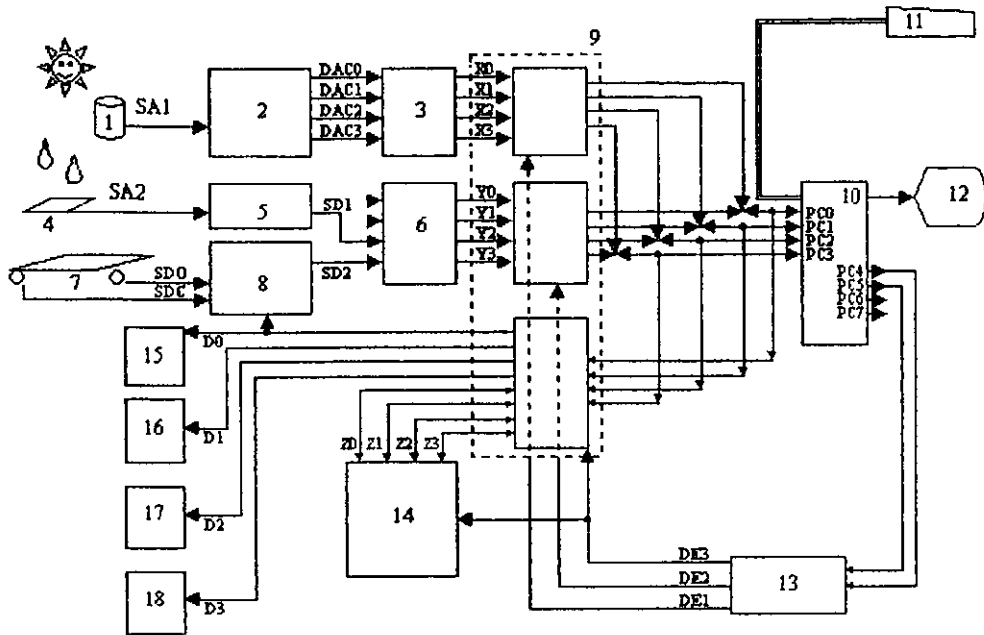 11
9
DAC0
X0
DAC1
X1
SA1
2
3
1
DAC2
X2
DAC3
X3
SA2
SD1
Y0
10
12
PC0
4
5
6
Y1
PC1
Y2
PC2
SD2
Y3
PC3
7
SDO
8
PC4
SDC
PC5
PC6
PC7
15
D0
16
D1
Z0
Z1
Z2
Z3
17
D2
14
DE3
18
D3
DE2
13
DE1